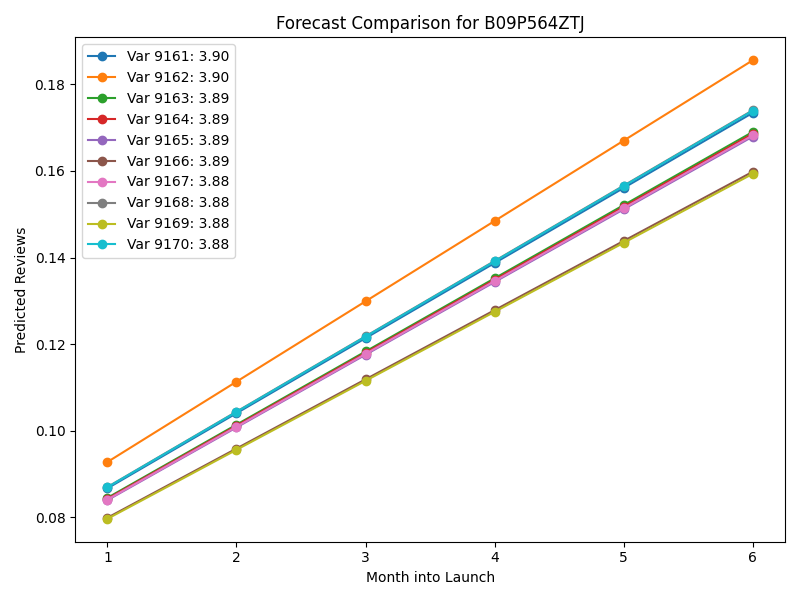 Forecast Comparison for B09P564ZTJ
Var 9161: 3.90
Var 9162: 3.90
Var 9163: 3.89
Var 9164: 3.89
Var 9165: 3.89
Var 9166: 3.89
Var 9167: 3.88
Var 9168: 3.88
Var 9169: 3.88
Var 9170: 3.88
Predicted Reviews
0.18
0.16
0.14
0.12
0.10
0.08
1 2 3 4 5 6
Month into Launch